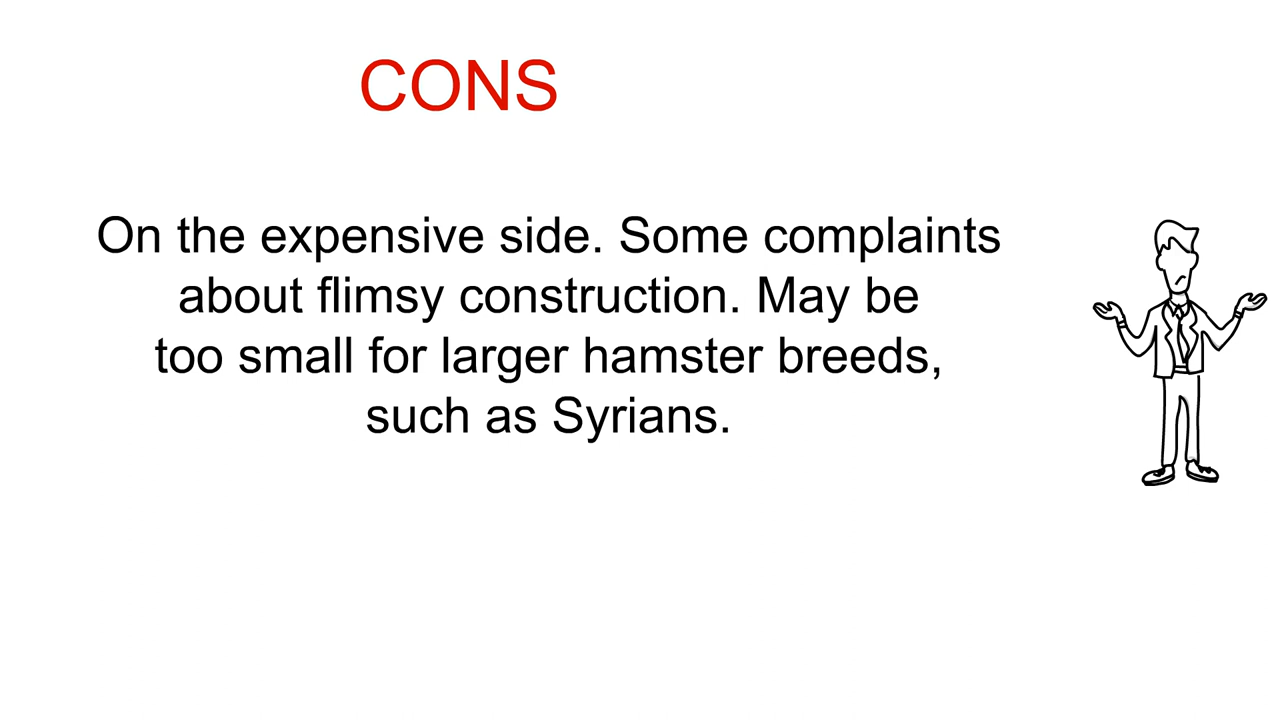 CONS
On the expensive side. Some complaints
about flimsy construction. May be
too small for larger hamster breeds,
such as Syrians.